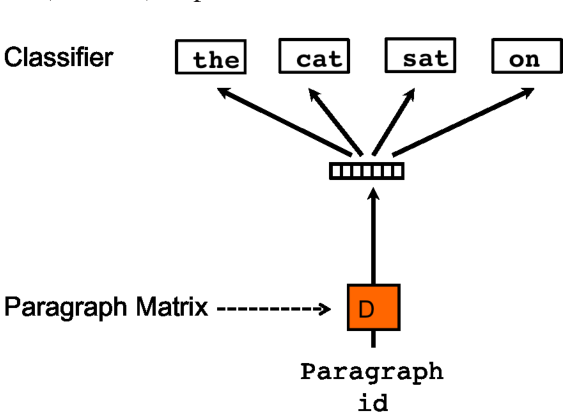 Classifier
the
cat
sat
on
Paragraph Matrix
D
Paragraph
id